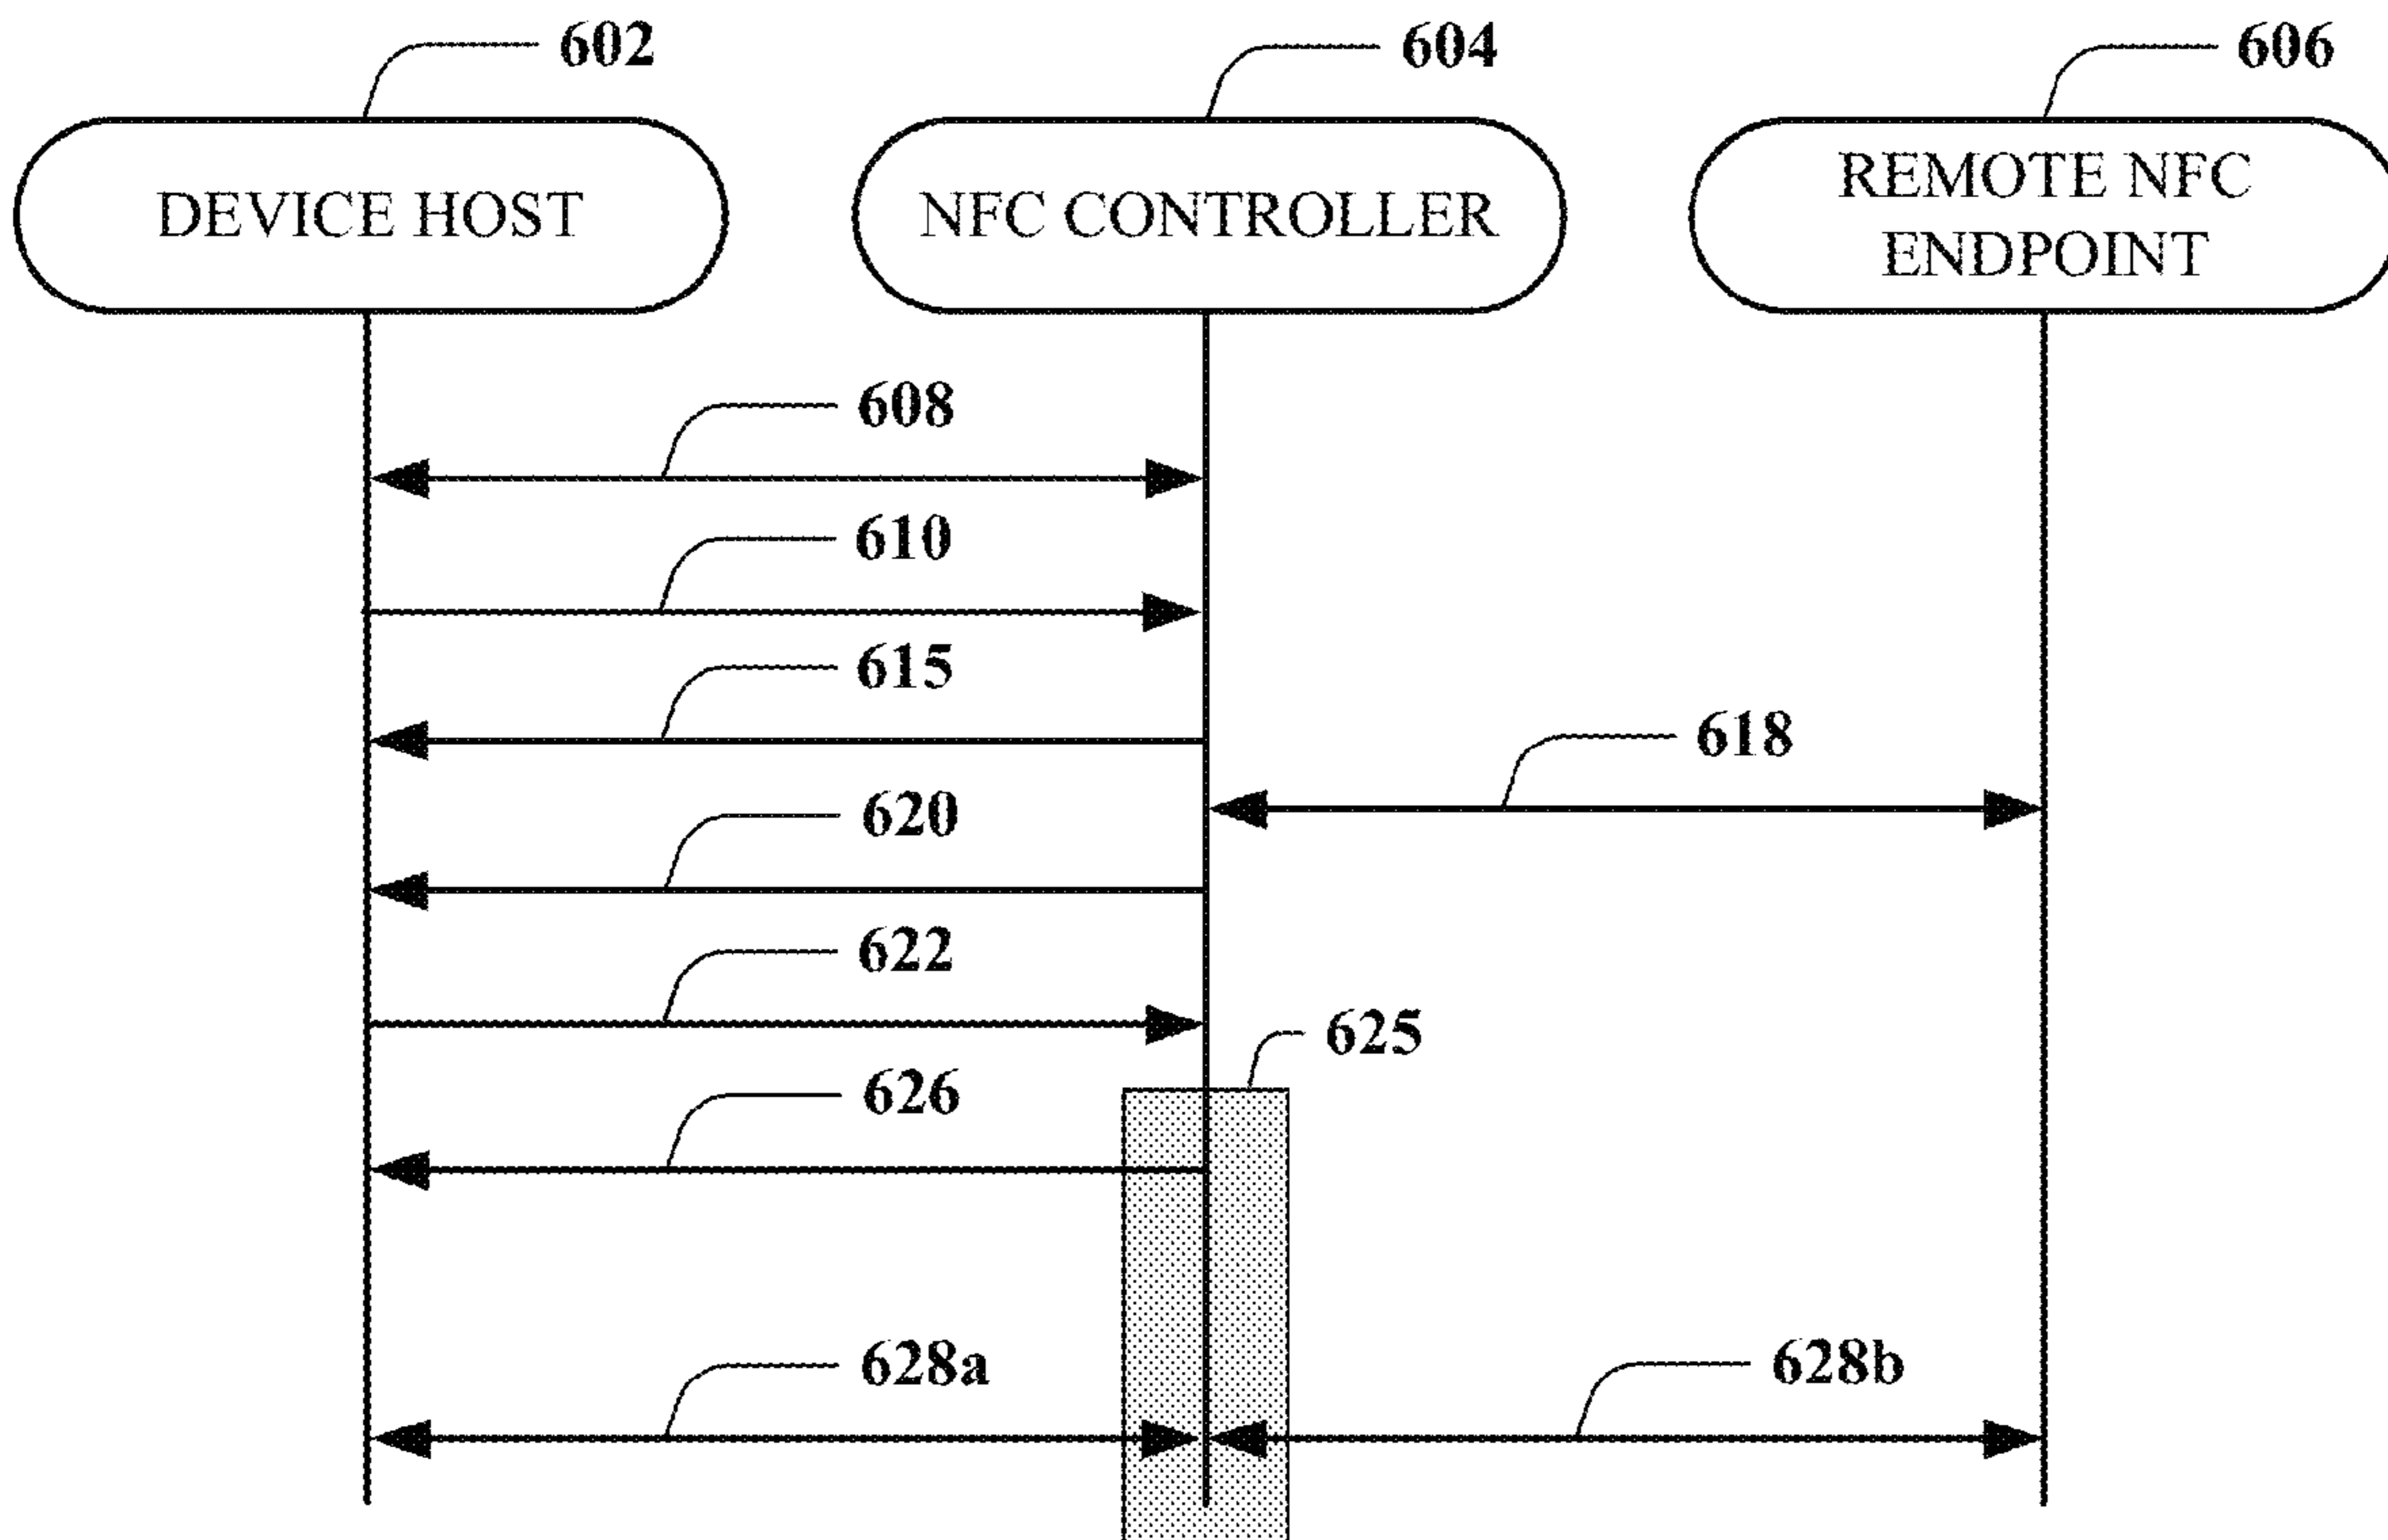 602
604
606
DEVICE HOST
NFC CONTROLLER
REMOTE NFC
ENDPOINT
608
610
615
618
620
622
625
626
628a
628b